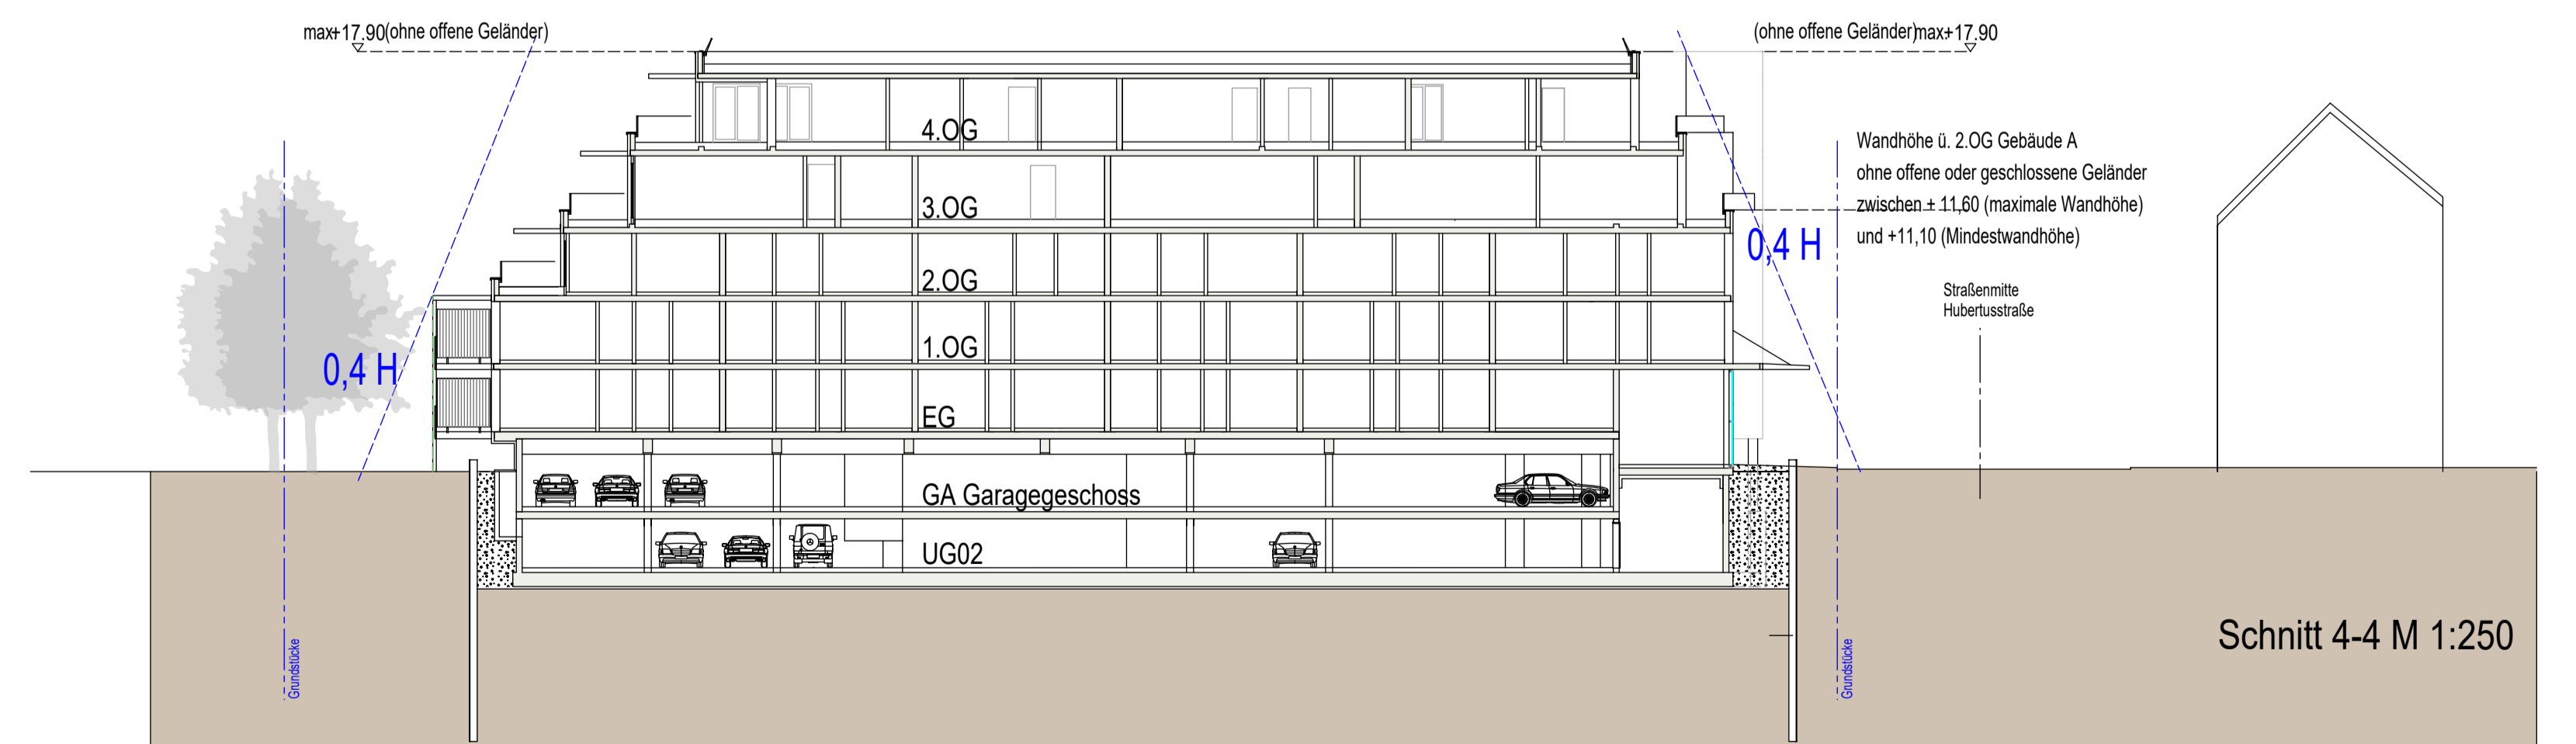 max+17.90(ohne offene Geländer)
(ohne offene Geländer)max+17.90
4.OG
Wandhöhe ü. 2.OG Gebäude A
ohne offene oder geschlossene Geländer
zwischen + 11,60 (maximale Wandhöhe)
und +11,10 (Mindestwandhöhe)
3.OG
0,4 H
2.OG
Straßenmitte
Hubertusstraße
1.OG
0,4 H
EG
GA Garagegeschoss
UG02
Schnitt 4-4 M 1:250
Grundstücke
Grundstücke